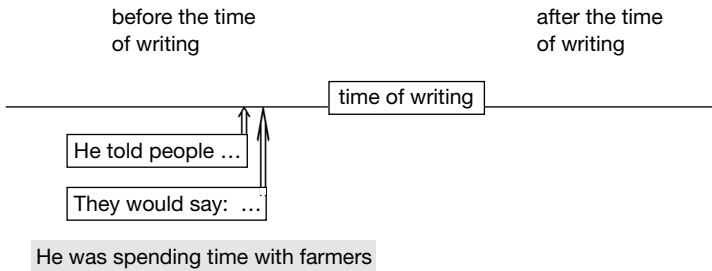 before the time
of writing
after the time
of writing
time of writing
He told people …
They would say: …
He was spending time with farmers